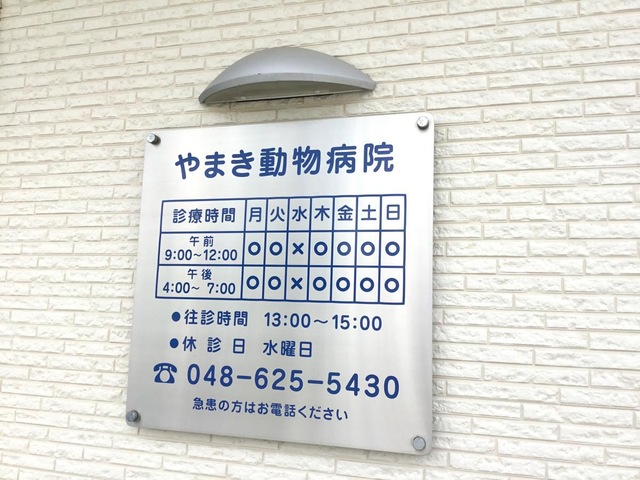 やまき動物病院
診療時間 月 火 水 木 金 土 日
午前 9:00~12:00 ○ ○ × ○ ○ ○ ○
午後 4:00~ 7:00 ○ ○ × ○ ○ ○ ○
●往診時間 13:00~15:00
●休診日 水曜日
☎ 048-625-5430
急患の方はお電話ください